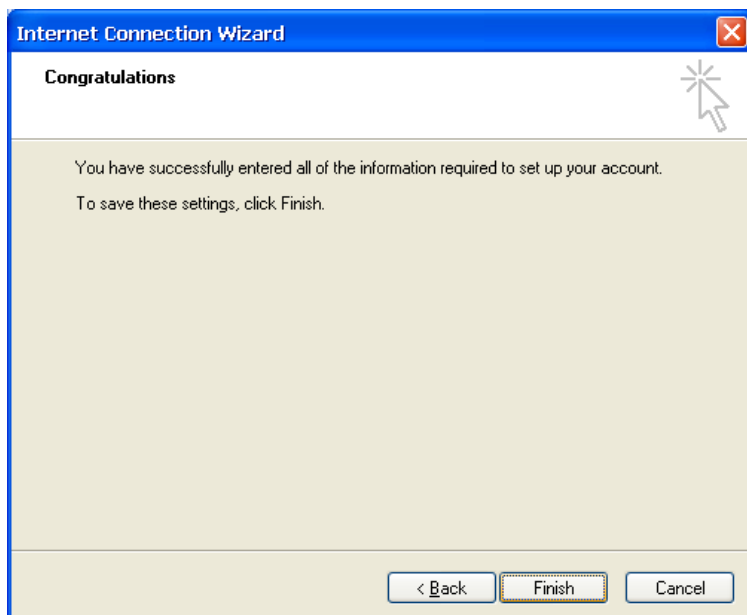 Internet Connection Wizard
Congratulations
You have successfully entered all of the information required to set up your account.
To save these settings, click Finish.
< Back
Finish
Cancel